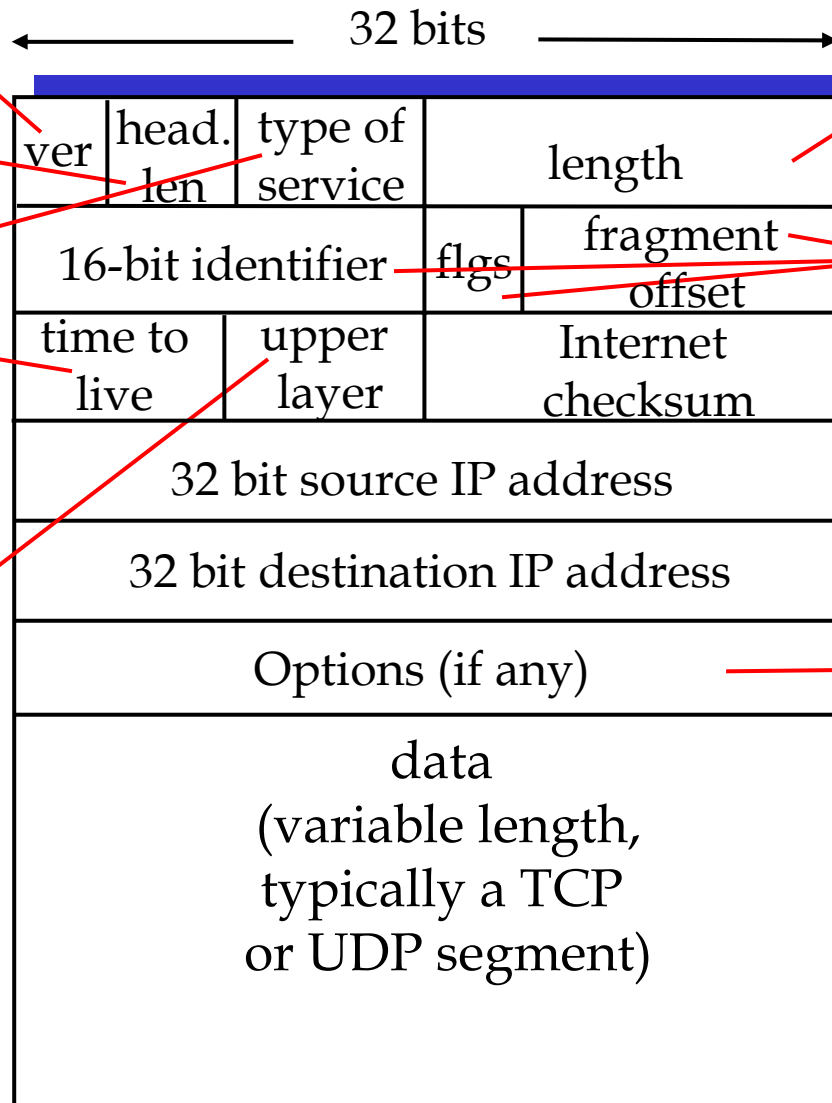 32 bits
ver
head.
len
type of
service
length
16-bit identifier
flgs
fragment
offset
time to
live
upper
layer
Internet
checksum
32 bit source IP address
32 bit destination IP address
Options (if any)
data
(variable length,
typically a TCP
or UDP segment)